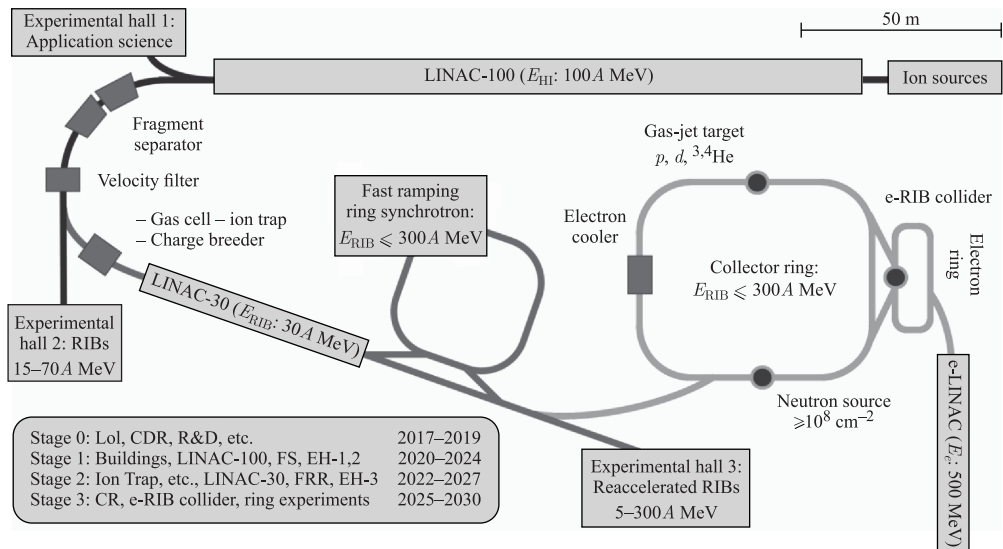 Experimental hall 1:
Application science
50 m
LINAC-100 (E_HI: 100A MeV)
Ion sources
Fragment
separator
Velocity filter
– Gas cell – ion trap
– Charge breeder
Fast ramping
ring synchrotron:
E_RIB ⩽ 300A MeV
Gas-jet target
p, d, ³,⁴He
Electron
cooler
e-RIB collider
Electron
ring
Collector ring:
E_RIB ⩽ 300A MeV
LINAC-30 (E_RIB: 30A MeV)
Experimental
hall 2: RIBs
15–70A MeV
Neutron source
⩾10⁸ cm⁻²
e-LINAC (E_e: 500 MeV)
Experimental hall 3:
Reaccelerated RIBs
5–300A MeV
Stage 0: LoI, CDR, R&D, etc. 2017–2019
Stage 1: Buildings, LINAC-100, FS, EH-1,2 2020–2024
Stage 2: Ion Trap, etc., LINAC-30, FRR, EH-3 2022–2027
Stage 3: CR, e-RIB collider, ring experiments 2025–2030